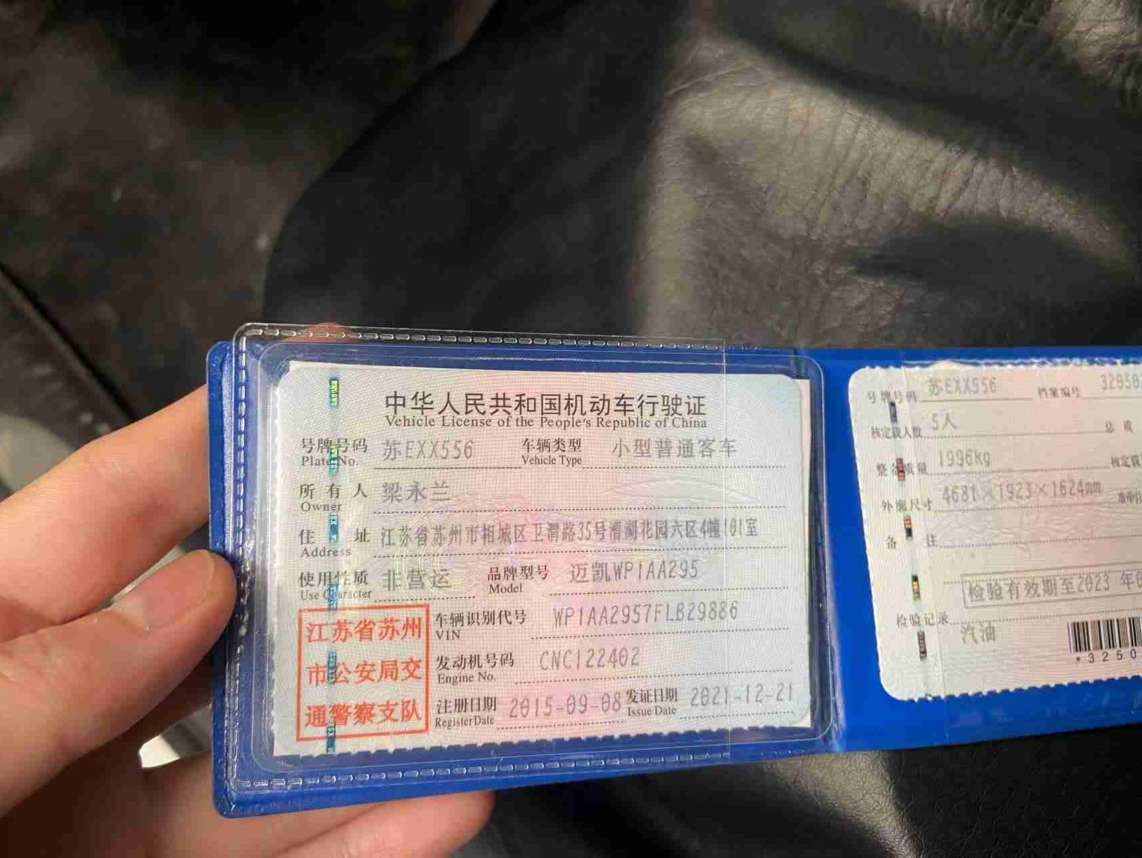 中华人民共和国机动车行驶证
Vehicle License of the People's Republic of China
号牌号码 苏EXX556 车辆类型 小型普通客车
Plate No. Vehicle Type
所有人 梁永兰
Owner
住址 江苏省苏州市相城区卫渭路35号漕湖花园六区4幢101室
Address
使用性质 非营运 品牌型号 迈凯WP1AA295
Use Character Model
江苏省苏州
市公安局交
通警察支队
车辆识别代号 WP1AA2957FLB29886
VIN
发动机号码 CNC122402
Engine No.
注册日期 2015-09-08 发证日期 2021-12-21
Register Date Issue Date
号牌号码 苏EXX556 档案编号 32058
核定载人数 5人 总质
整备质量 1996kg 核定载
外廓尺寸 4681×1923×1624mm
备注
检验有效期至2023年
检验记录
汽油
*3250